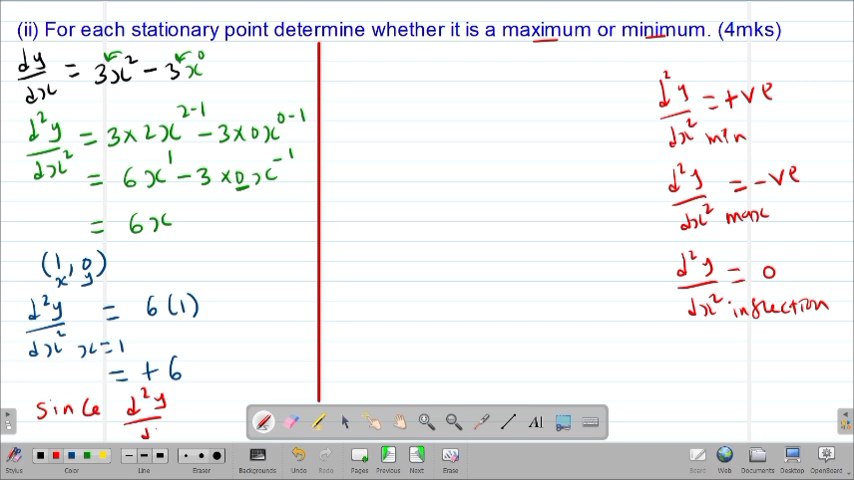 (ii) For each stationary point determine whether it is a maximum or minimum. (4mks)
dy/dx = 3x² - 3x⁰
d²y/dx² = 3 × 2x²⁻¹ - 3 × 0x⁰⁻¹
= 6x¹ - 3 × 0x⁻¹
= 6x
(1, 0)
x y
d²y/dx² x=1 = 6(1)
= +6
since d²y/d
d²y/dx² = +ve
min
d²y/dx² = -ve
max
d²y/dx² = 0
inflection
Stylus
Color
Line
Eraser
Backgrounds
Undo
Redo
Pages
Previous
Next
Erase
Board
Web
Documents
Desktop
OpenBoard